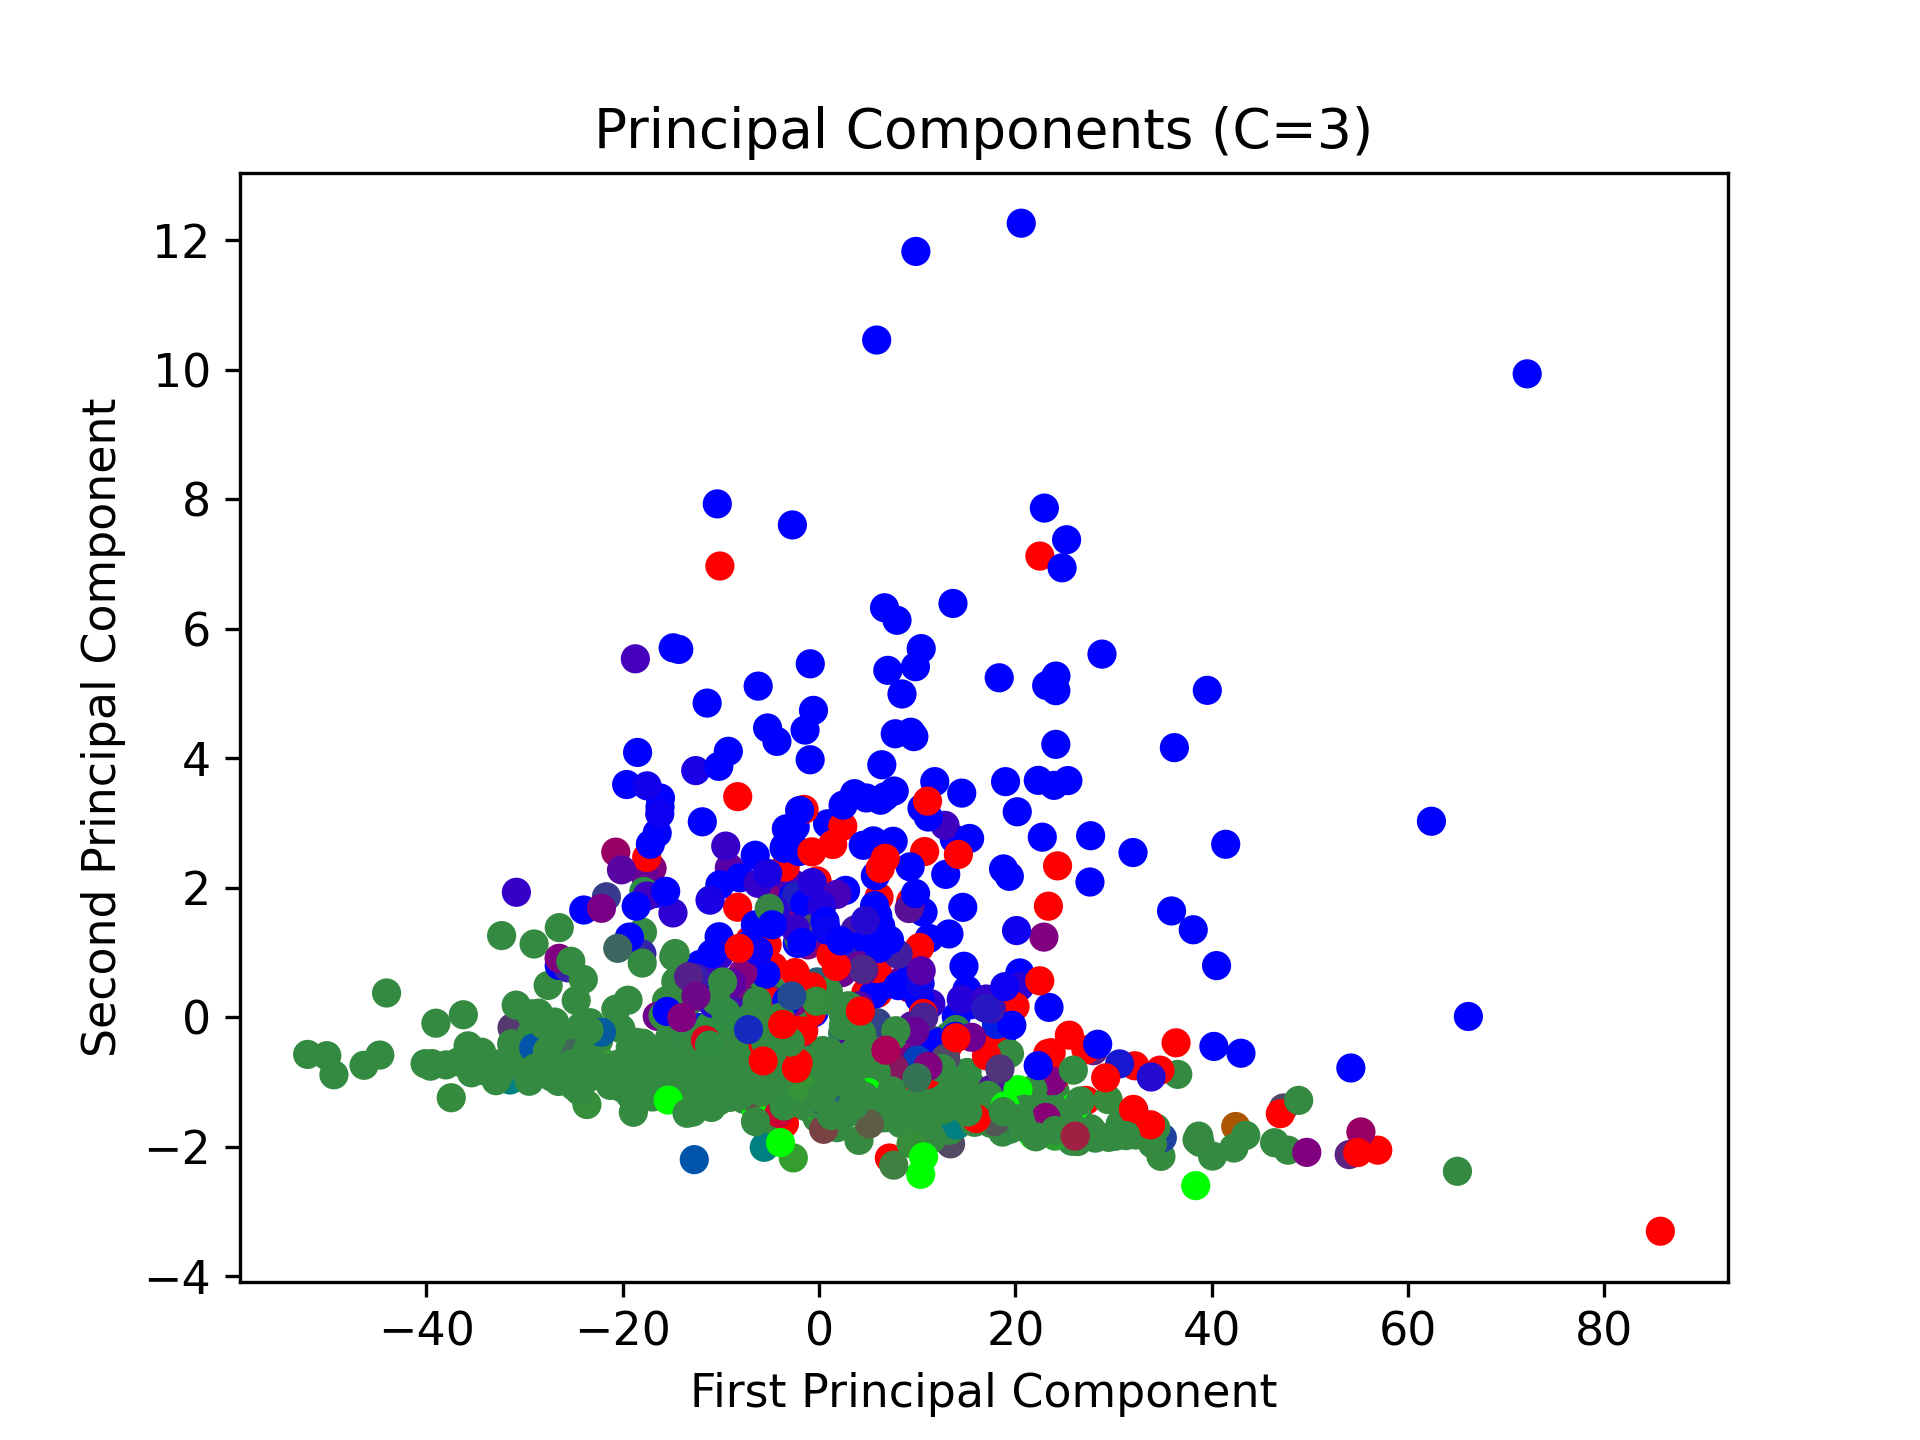 Principal Components (C=3)
Second Principal Component
12
10
8
6
4
2
0
−2
−4
−40 −20 0 20 40 60 80
First Principal Component